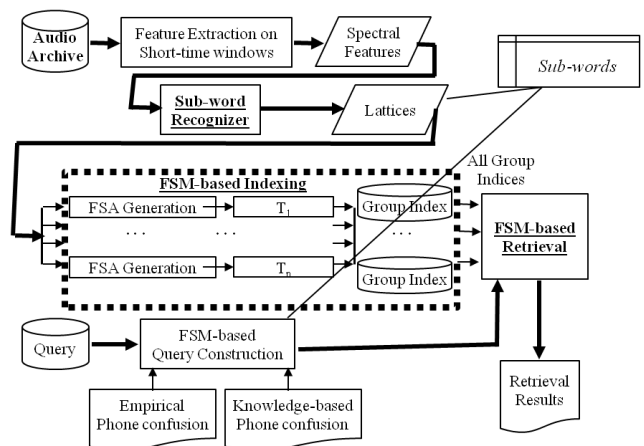 Audio
Archive
Feature Extraction on
Short-time windows
Spectral
Features
Sub-words
Sub-word
Recognizer
Lattices
All Group
Indices
FSM-based Indexing
FSA Generation
T1
Group Index
. . .
. . .
. . .
FSM-based
Retrieval
FSA Generation
Tn
Group Index
Query
FSM-based
Query Construction
Retrieval
Results
Empirical
Phone confusion
Knowledge-based
Phone confusion